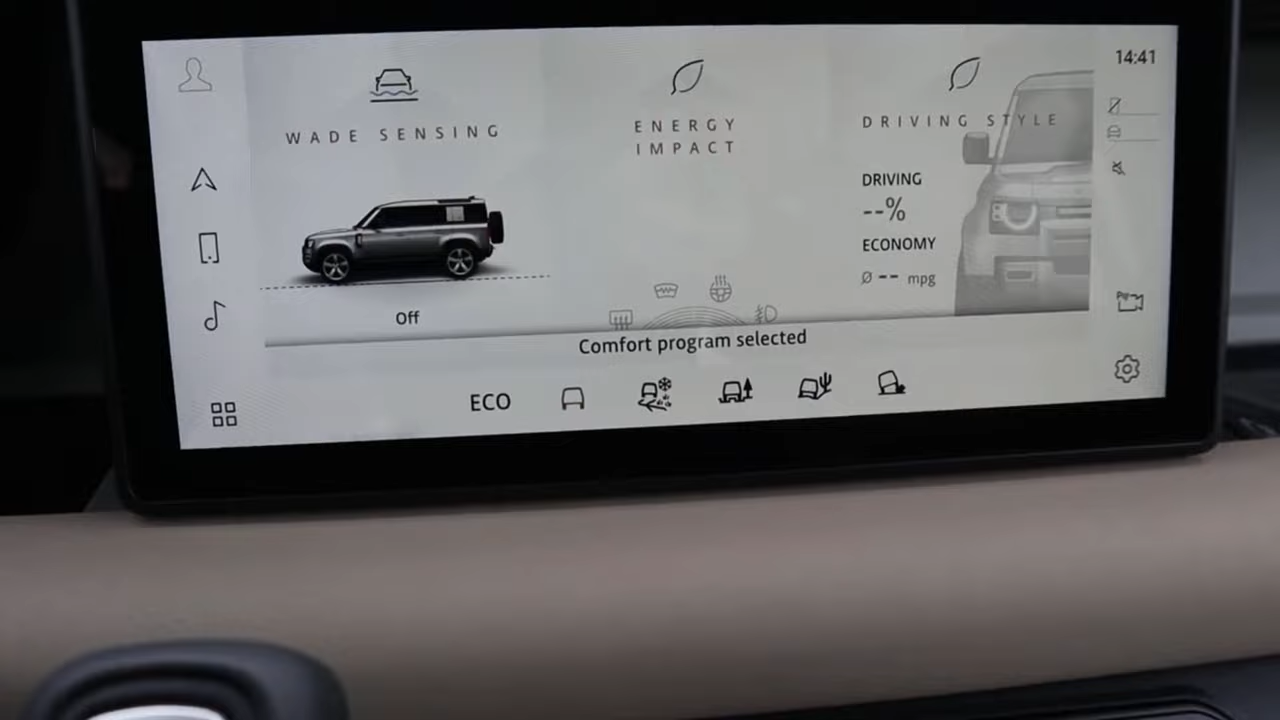 14:41
WADE SENSING
ENERGY
IMPACT
DRIVING STYLE
DRIVING
--%
ECONOMY
Ø -- mpg
Off
Comfort program selected
ECO